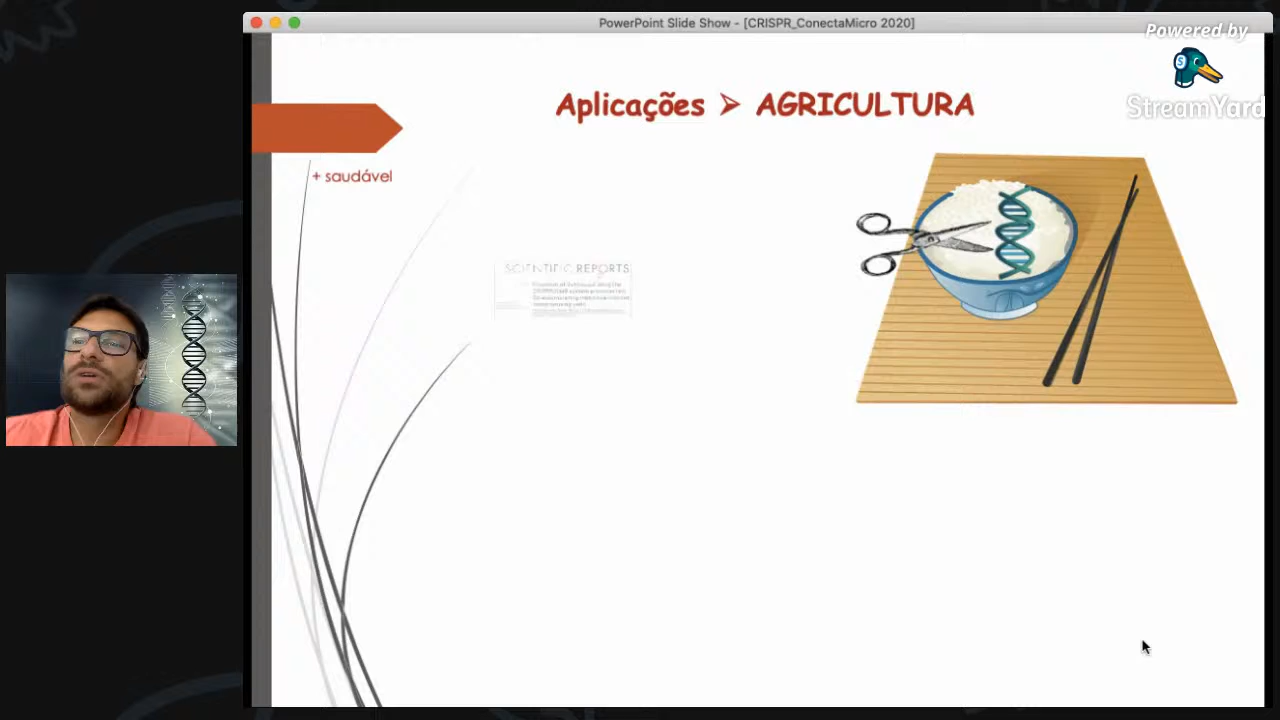 PowerPoint Slide Show - [CRISPR_ConectaMicro 2020]
Powered by
S
StreamYard
Aplicações ➢ AGRICULTURA
+ saudável
SCIENTIFIC REPORTS